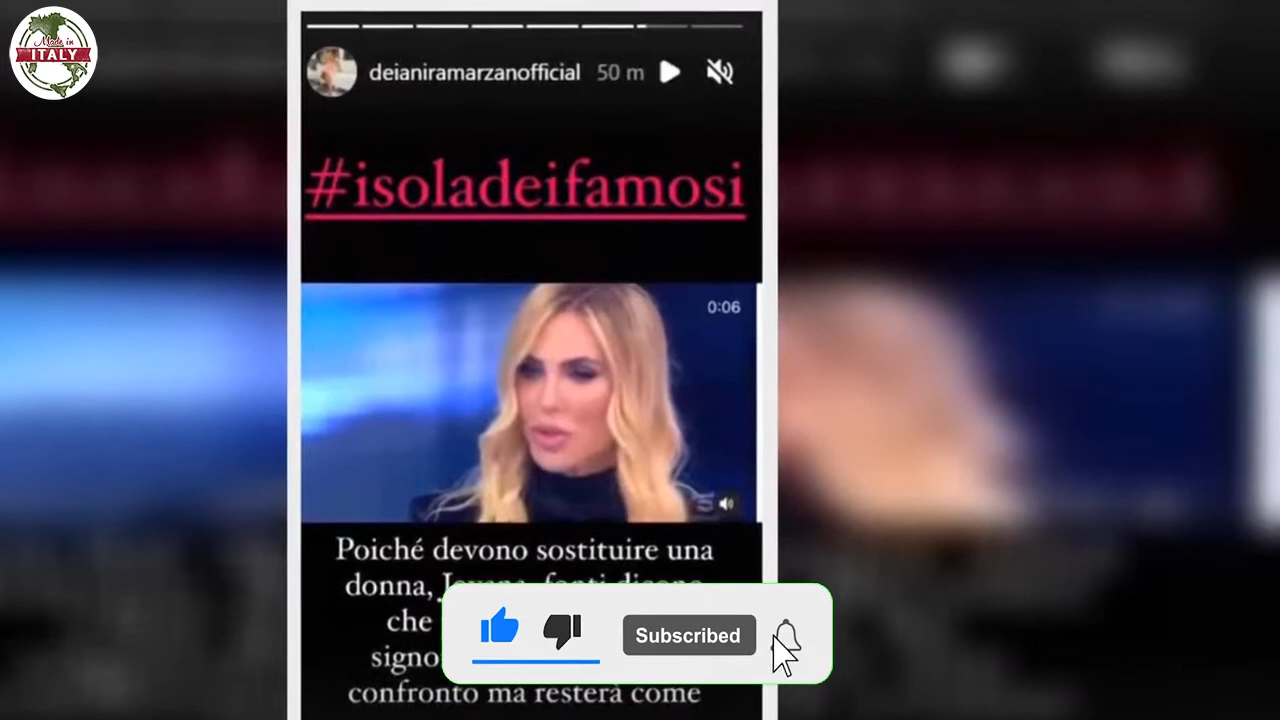 Made in
ITALY
deianiramarzanofficial 50 m
#isoladeifamosi
0:06
Poiché devono sostituire una
donna,
che
confronto ma resterà come
Subscribed